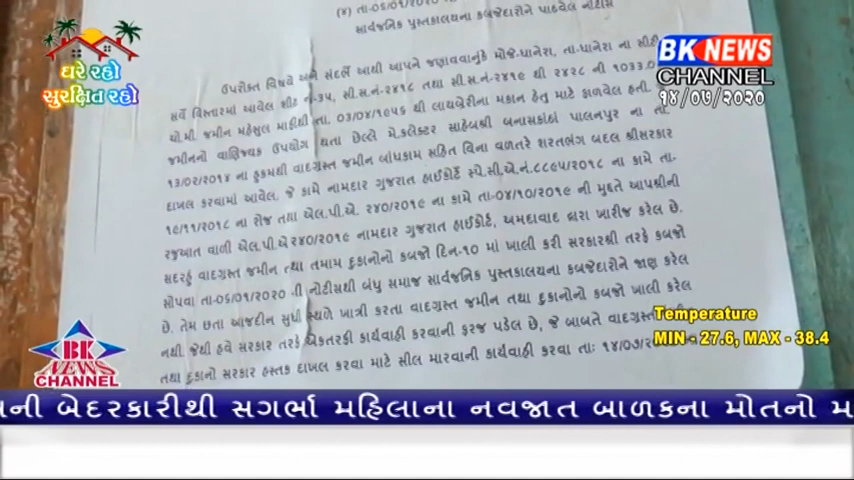 (૪) તા-૦૬/૦૧/૨૦૨૦
સાર્વજનિક પુસ્તકાલયના કબજેદારોને પાઠવેલ નોટીસ
ઉપરોક્ત વિષયે અને સંદર્ભે આથી આપને જણાવવાનુંકે મોજે-ધાનેરા, તા-ધાનેરા ના સીટી
સર્વે વિસ્તારમાં આવેલ શીટ નં-૩૫, સી.સ.નં-૨૪૧૮ તથા સી.સ.નં-૨૪૧૯ થી ૨૪૨૮ ની ૧૦૩૩.૦
ચો.મી. જમીન મહેસુલ માફીથી તા. ૦૩/૦૪/૧૯૫૬ થી લાયબ્રેરીના મકાન હેતુ માટે ફાળવેલ હતી.
જમીનનો વાણિજ્યક ઉપયોગ થતા છેલ્લે મે.કલેક્ટર સાહેબશ્રી બનાસકાંઠા પાલનપુર ના તા.
૧૩/૦૨/૨૦૧૪ ના હુકમથી વાદગ્રસ્ત જમીન બાંધકામ સહિત વિના વળતરે શરતભંગ બદલ શ્રીસરકાર
દાખલ કરવામાં આવેલ. જે કામે નામદાર ગુજરાત હાઈકોર્ટ સ્પે.સી.એ.નં.૮૮૯૫/૨૦૧૮ ના કામે તા-
૧૯/૧૧/૨૦૧૮ ના રોજ તથા એલ.પી.એ. ૨૪૦/૨૦૧૯ ના કામે તા-૦૪/૧૦/૨૦૧૯ ની મુદ્દતે આપશ્રીની
રજુઆત વાળી એલ.પી.એ ૨૪૦/૨૦૧૯ નામદાર ગુજરાત હાઈકોર્ટ, અમદાવાદ દ્વારા ખારીજ કરેલ છે.
સદરહું વાદગ્રસ્ત જમીન તથા તમામ દુકાનોનો કબજો દિન-૧૦ માં ખાલી કરી સરકારશ્રી તરફે કબજો
સોપવા તા-૦૬/૦૧/૨૦૨૦ ની નોટીસથી બંધુ સમાજ સાર્વજનિક પુસ્તકાલયના કબજેદારોને જાણ કરેલ
છે. તેમ છતા આજદીન સુધી સ્થળે ખાત્રી કરતા વાદગ્રસ્ત જમીન તથા દુકાનોનો કબજો ખાલી કરેલ
નથી. જેથી હવે સરકાર તરફે એકતરફી કાર્યવાહી કરવાની ફરજ પડેલ છે, જે બાબતે વાદગ્રસ્ત
તથા દુકાનો સરકાર હસ્તક દાખલ કરવા માટે સીલ મારવાની કાર્યવાહી કરવા તાઃ ૧૪/૦૭/૨
ઘરે રહો
સુરક્ષિત રહો
BK NEWS
CHANNEL
૧૪/૦૭/૨૦૨૦
Temperature
MIN - 27.6, MAX - 38.4
BK
NEWS
CHANNEL
ની બેદરકારીથી સગર્ભા મહિલાના નવજાત બાળકના મોતનો મ